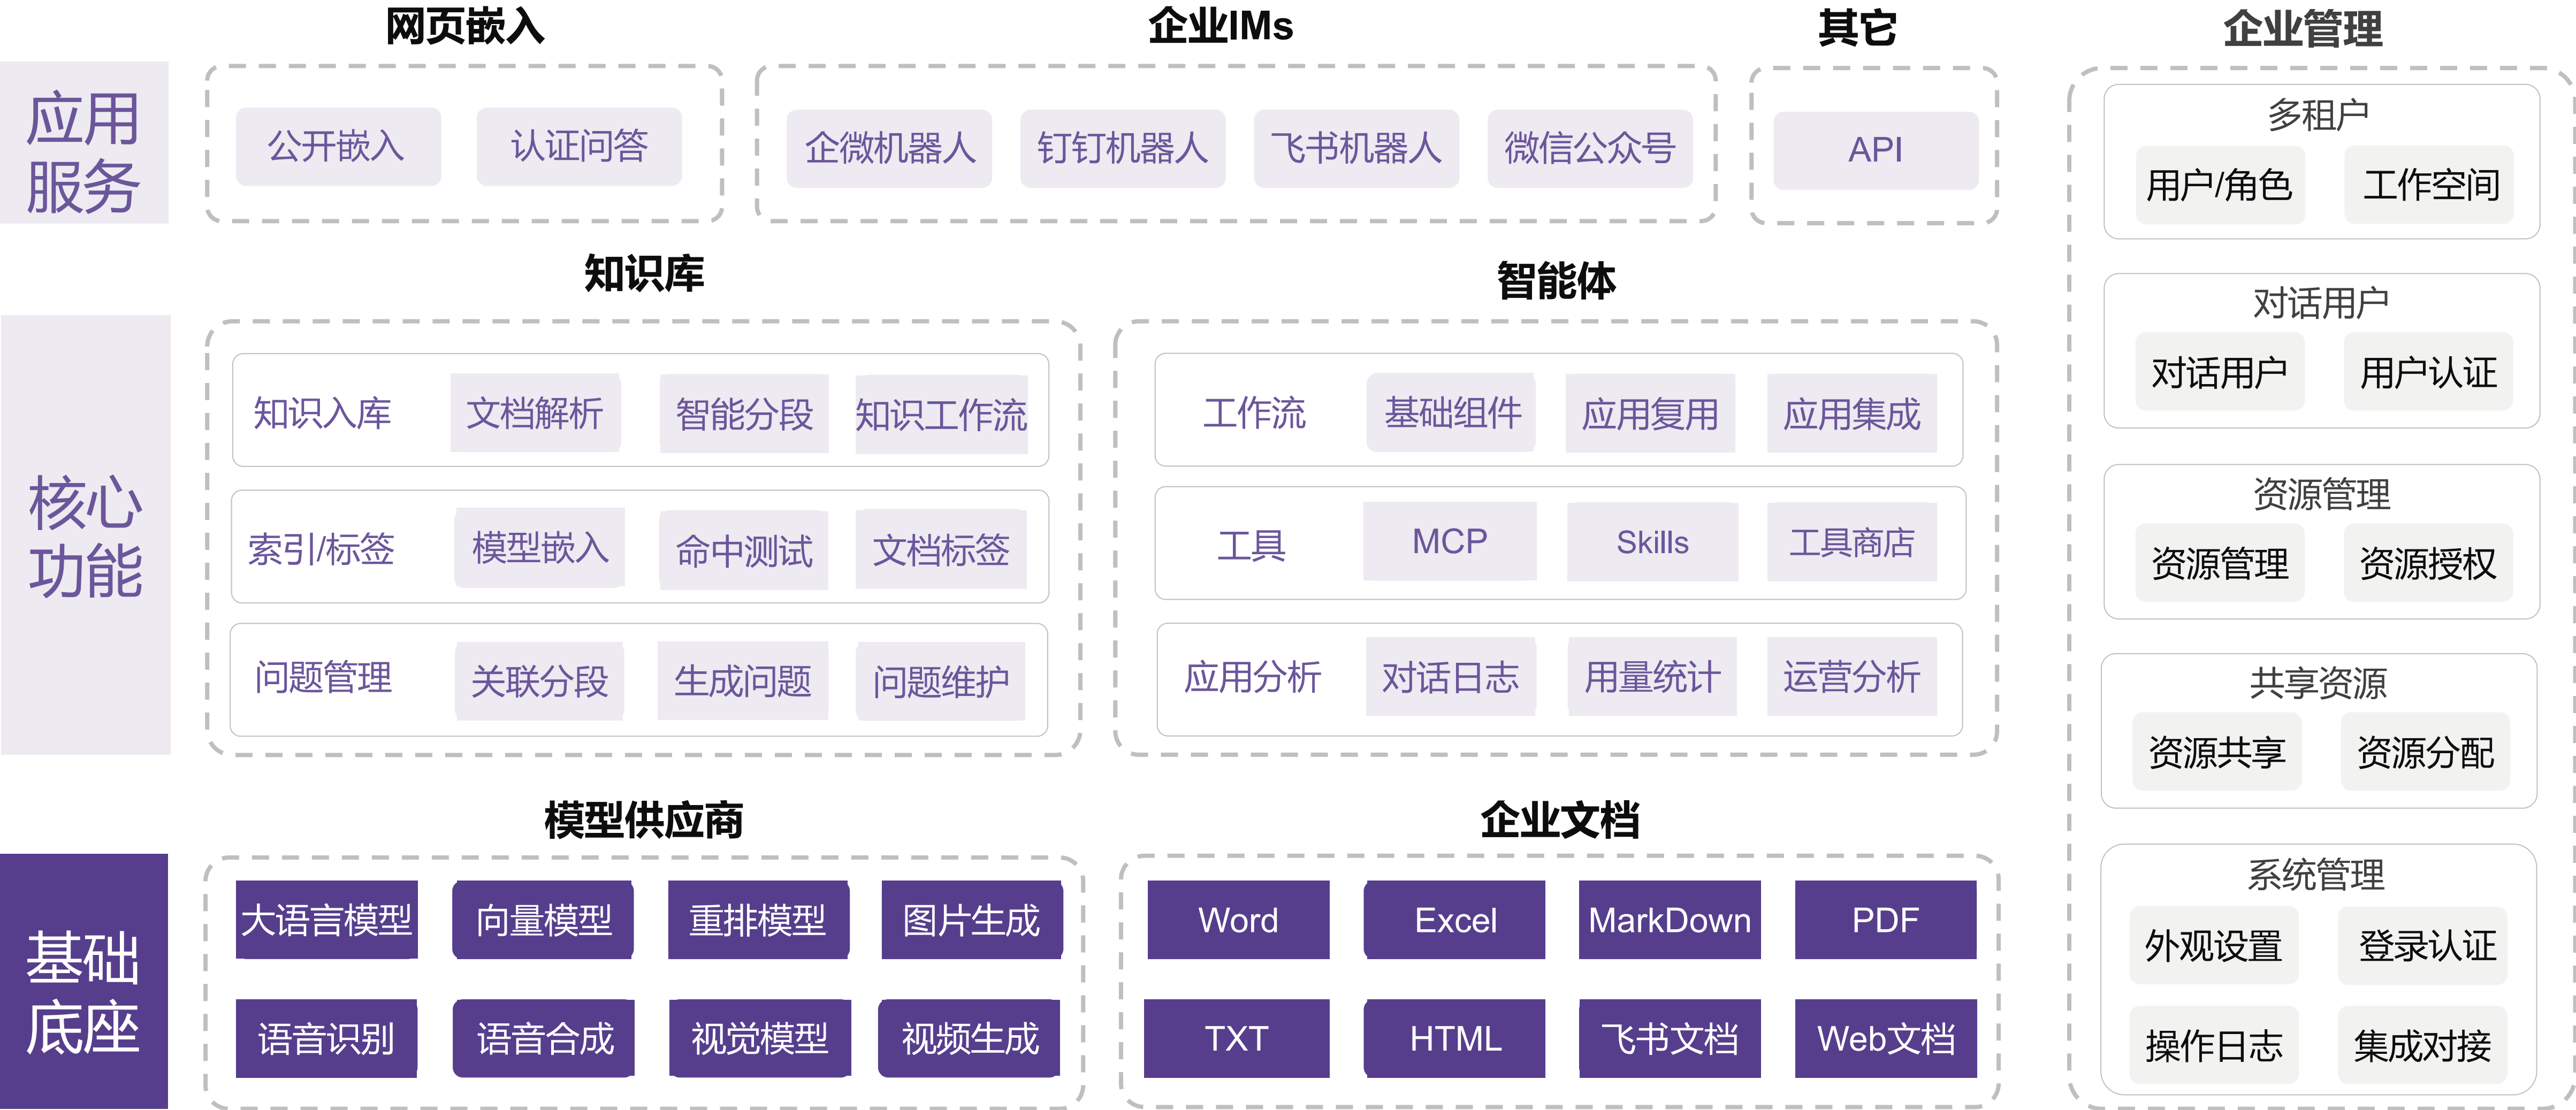 网页嵌入
企业IMs
其它
企业管理
应用
服务
公开嵌入
认证问答
企微机器人
钉钉机器人
飞书机器人
微信公众号
API
知识库
智能体
核心
功能
知识入库
文档解析
智能分段
知识工作流
索引/标签
模型嵌入
命中测试
文档标签
问题管理
关联分段
生成问题
问题维护
工作流
基础组件
应用复用
应用集成
工具
MCP
Skills
工具商店
应用分析
对话日志
用量统计
运营分析
模型供应商
企业文档
基础
底座
大语言模型
向量模型
重排模型
图片生成
语音识别
语音合成
视觉模型
视频生成
Word
Excel
MarkDown
PDF
TXT
HTML
飞书文档
Web文档
多租户
用户/角色
工作空间
对话用户
对话用户
用户认证
资源管理
资源管理
资源授权
共享资源
资源共享
资源分配
系统管理
外观设置
登录认证
操作日志
集成对接